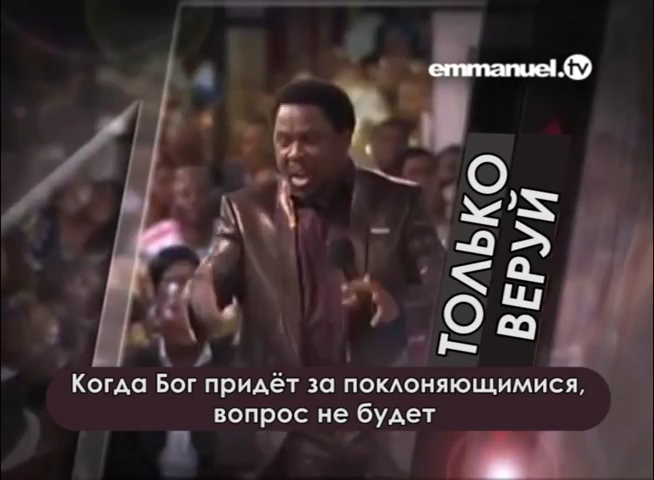 emmanuel.tv
ТОЛЬКО
ВЕРУЙ
Когда Бог придёт за поклоняющимися,
вопрос не будет